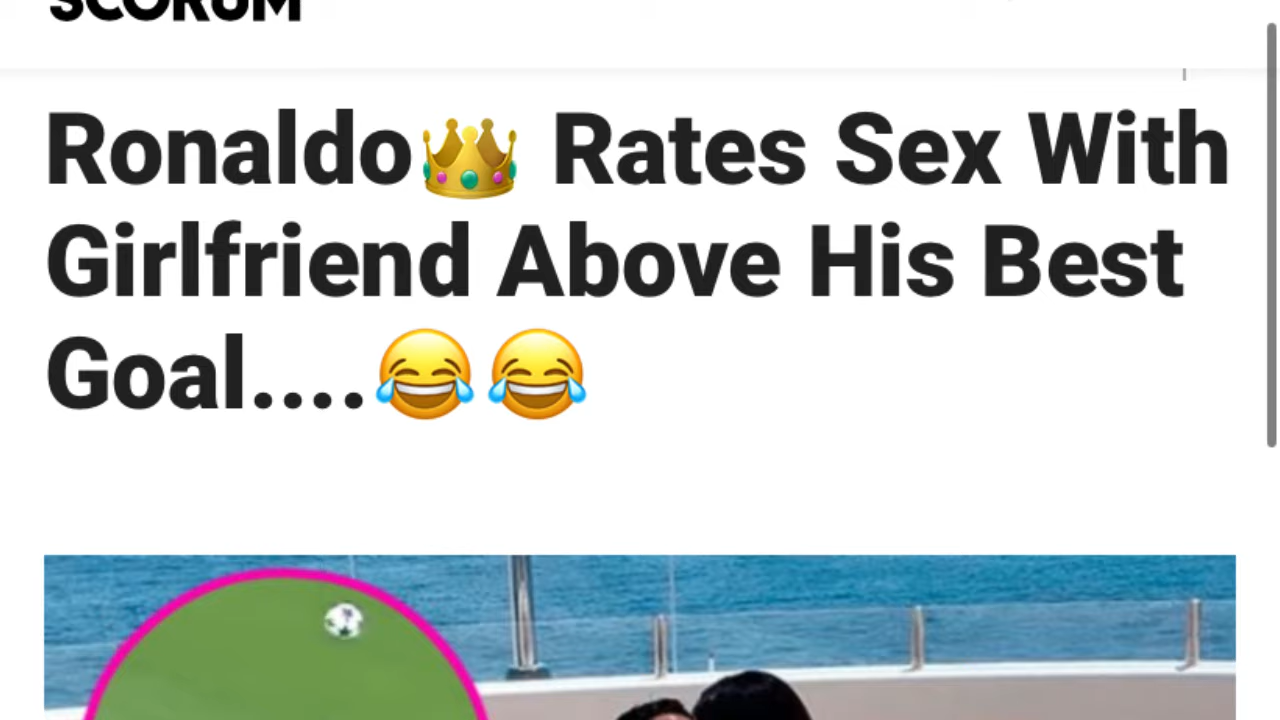 SCORUM
Ronaldo👑 Rates Sex With
Girlfriend Above His Best
Goal....😂😂